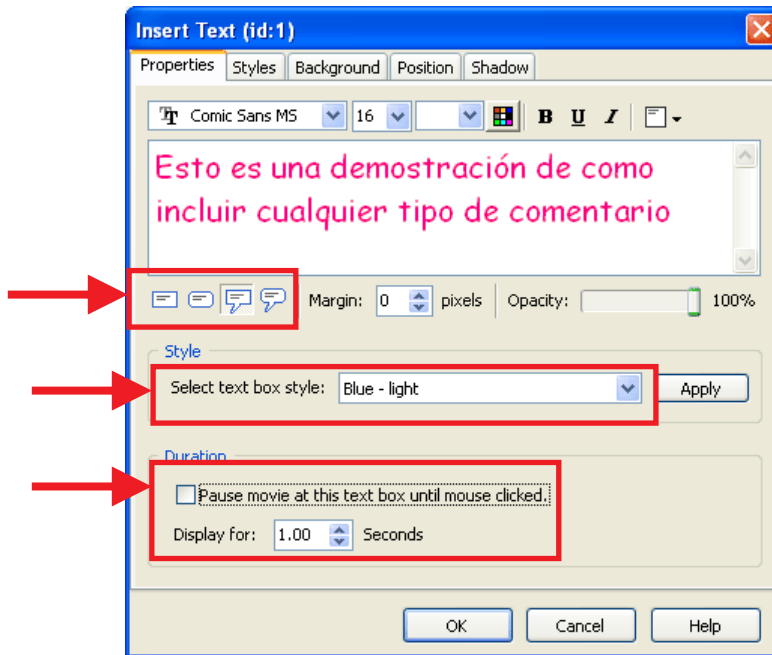 Insert Text (id:1)
Properties Styles Background Position Shadow
Comic Sans MS 16 B U I
Esto es una demostración de como
incluir cualquier tipo de comentario
Margin: 0 pixels Opacity: 100%
Style
Select text box style: Blue - light Apply
Duration
Pause movie at this text box until mouse clicked.
Display for: 1.00 Seconds
OK Cancel Help